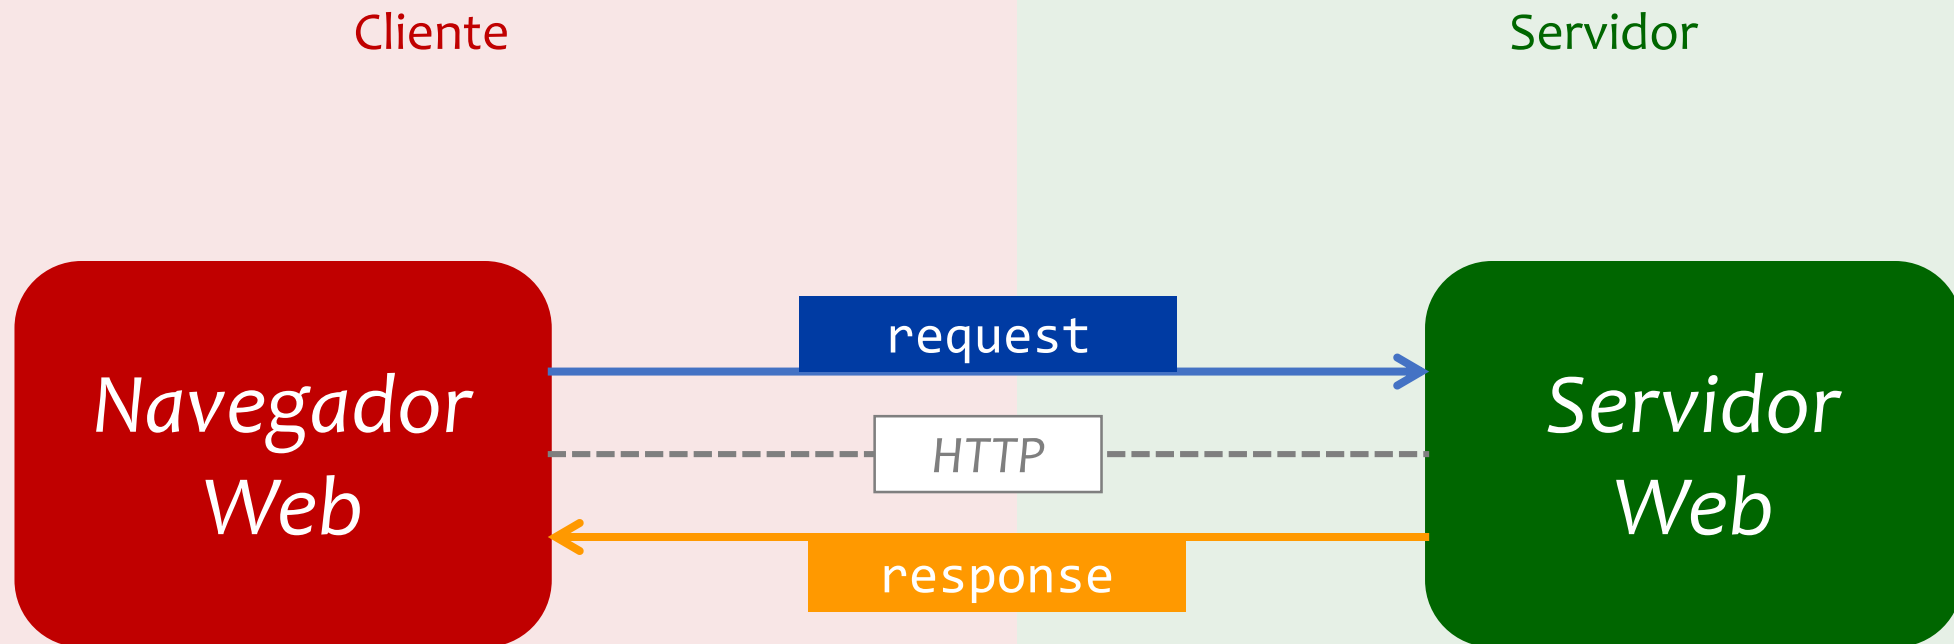 Cliente
Servidor
request
Navegador
Web
HTTP
Servidor
Web
response